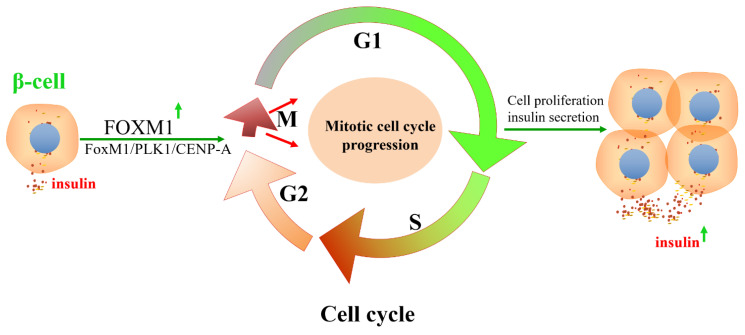 β-cell
FOXM1
FoxM1/PLK1/CENP-A
insulin
G1
M
Mitotic cell cycle
progression
G2
S
Cell cycle
Cell proliferation
insulin secretion
insulin